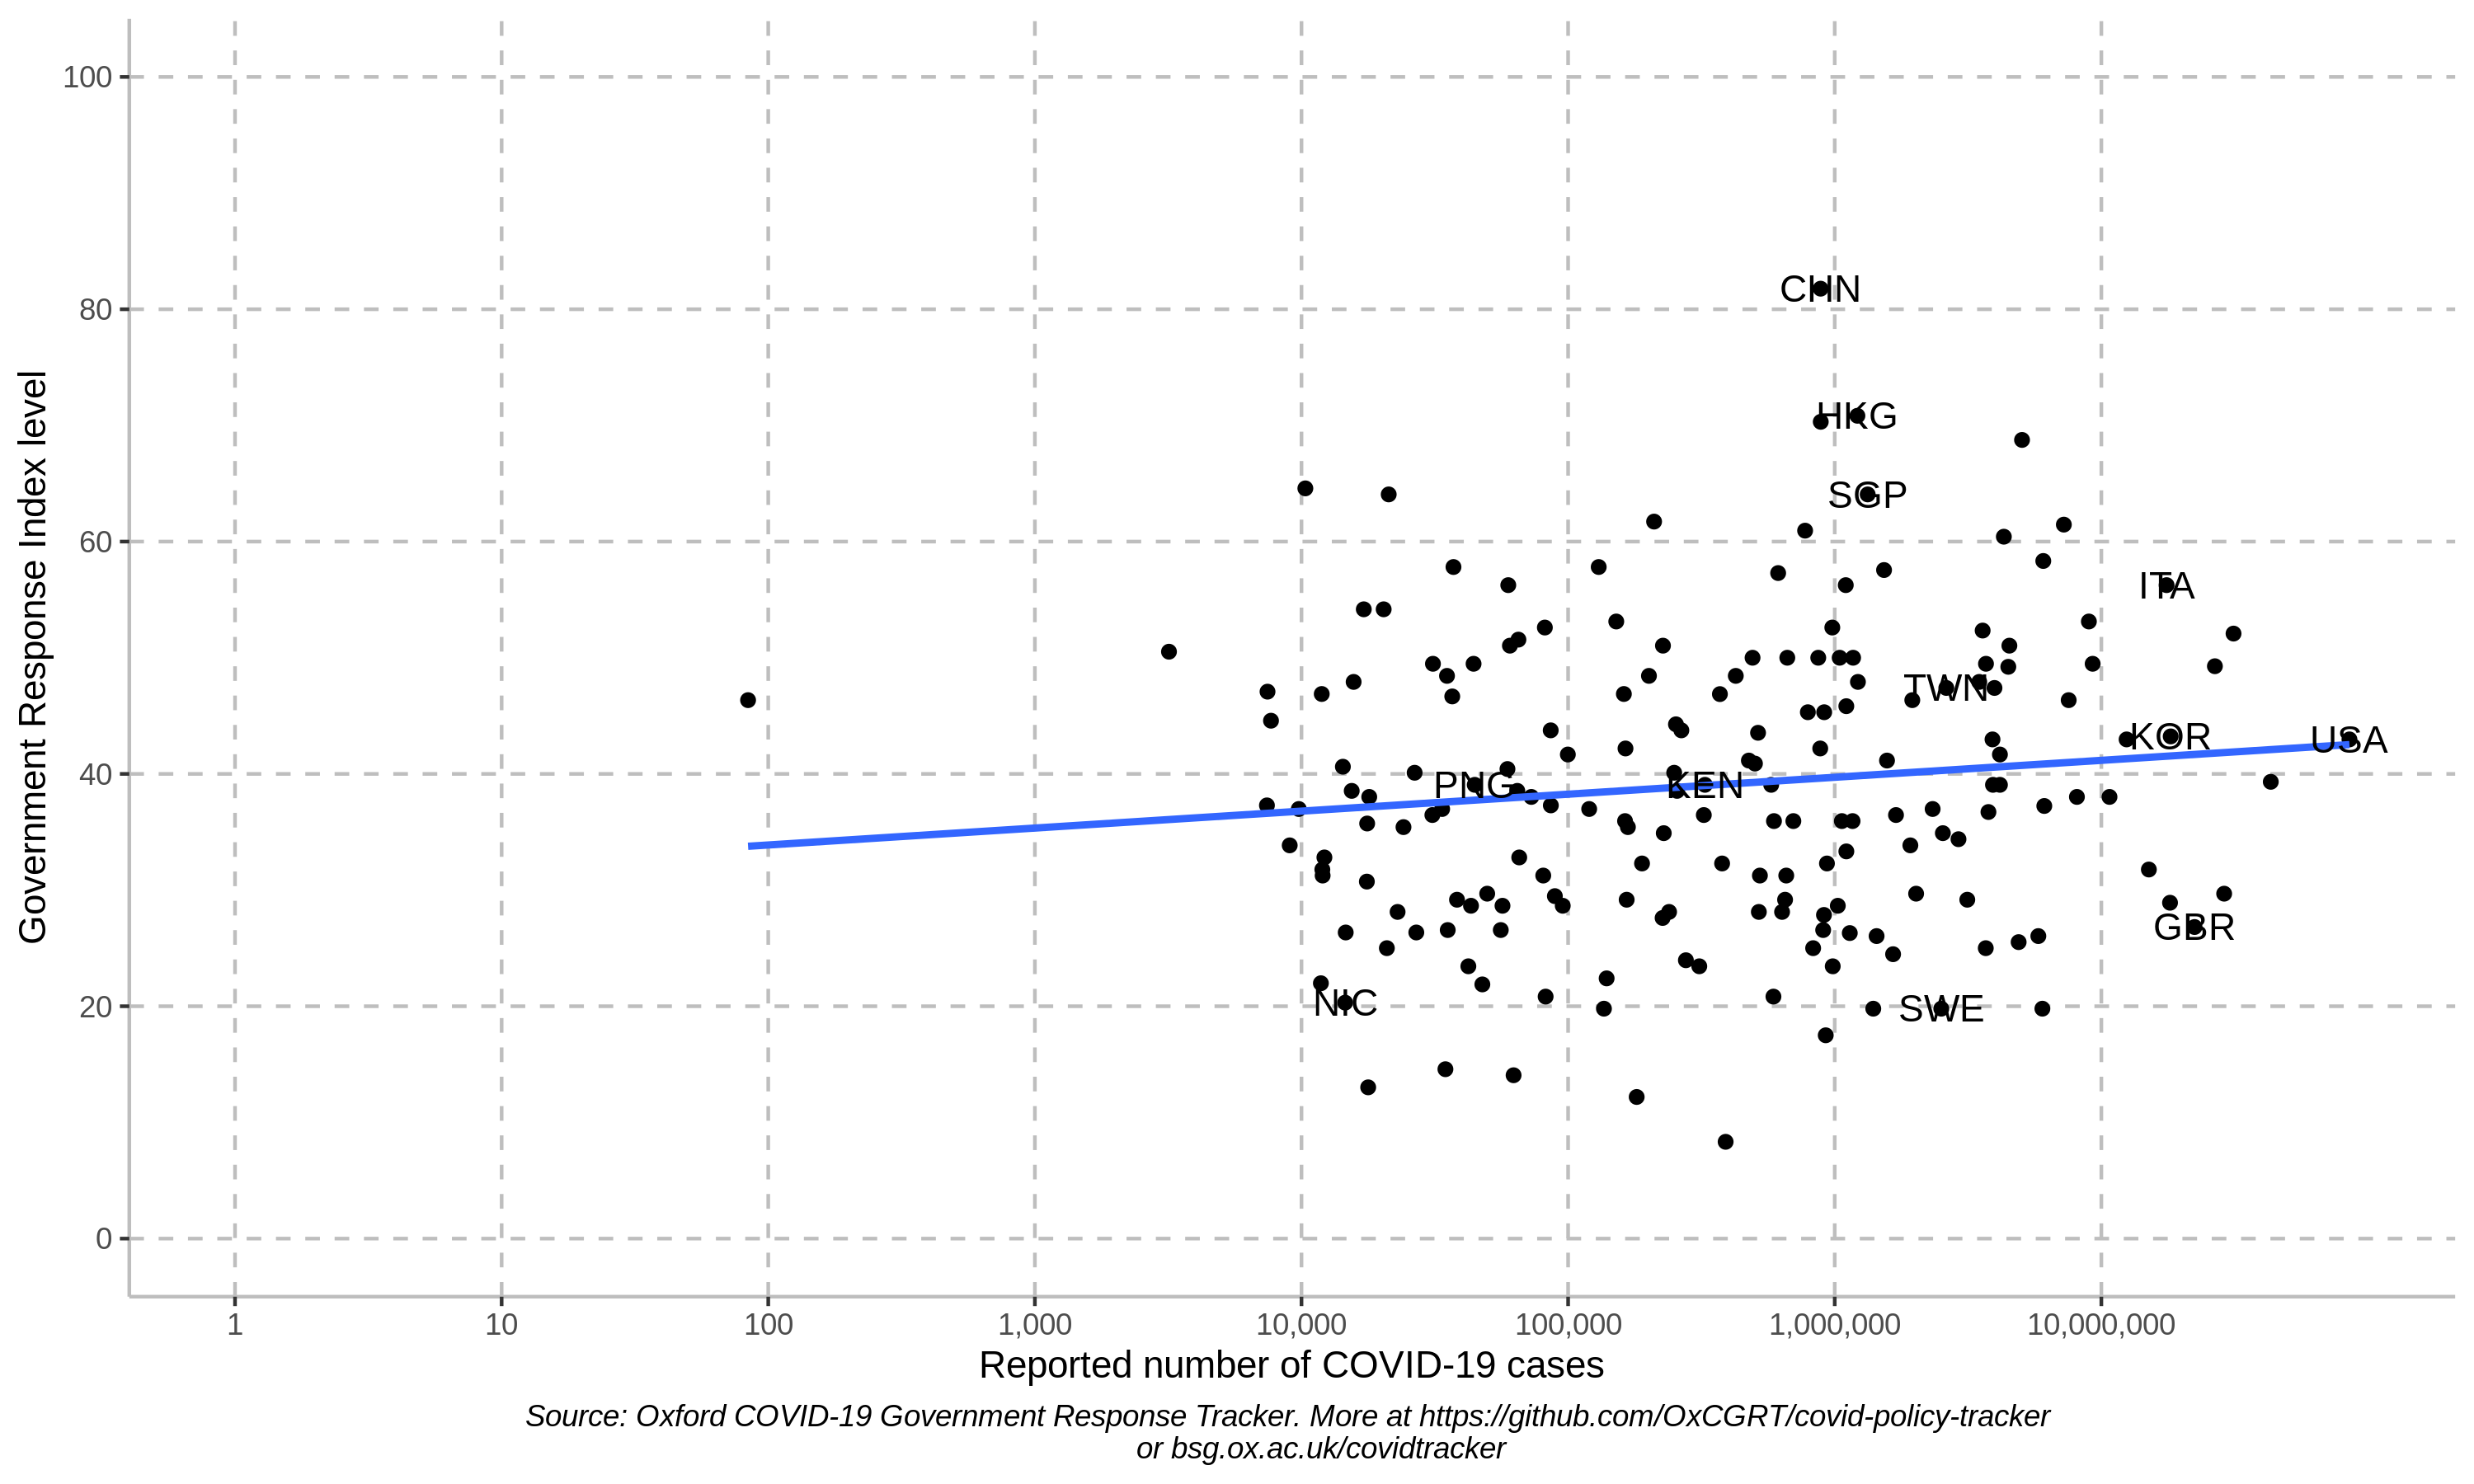 Government Response Index level
100
80
60
40
20
0
CHN
HKG
SGP
ITA
TWN
KOR
USA
PNG
KEN
GBR
NIC
SWE
1
10
100
1,000
10,000
100,000
1,000,000
10,000,000
Reported number of COVID-19 cases
Source: Oxford COVID-19 Government Response Tracker. More at https://github.com/OxCGRT/covid-policy-tracker
or bsg.ox.ac.uk/covidtracker